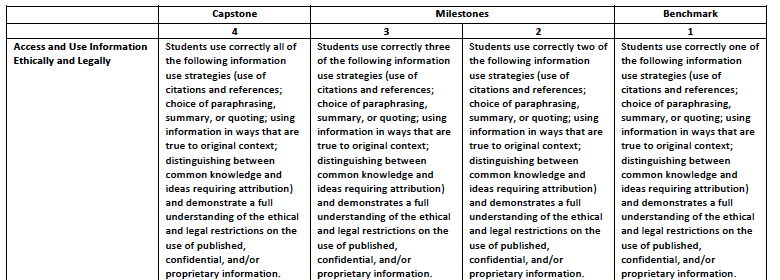 Capstone Milestones Benchmark
4 3 2 1
Access and Use Information
Ethically and Legally
Students use correctly all of
the following information
use strategies (use of
citations and references;
choice of paraphrasing,
summary, or quoting; using
information in ways that are
true to original context;
distinguishing between
common knowledge and
ideas requiring attribution)
and demonstrate a full
understanding of the ethical
and legal restrictions on the
use of published,
confidential, and/or
proprietary information.
Students use correctly three
of the following information
use strategies (use of
citations and references;
choice of paraphrasing,
summary, or quoting; using
information in ways that are
true to original context;
distinguishing between
common knowledge and
ideas requiring attribution)
and demonstrates a full
understanding of the ethical
and legal restrictions on the
use of published,
confidential, and/or
proprietary information.
Students use correctly two of
the following information
use strategies (use of
citations and references;
choice of paraphrasing,
summary, or quoting; using
information in ways that are
true to original context;
distinguishing between
common knowledge and
ideas requiring attribution)
and demonstrates a full
understanding of the ethical
and legal restrictions on the
use of published,
confidential, and/or
proprietary information.
Students use correctly one of
the following information
use strategies (use of
citations and references;
choice of paraphrasing,
summary, or quoting; using
information in ways that are
true to original context;
distinguishing between
common knowledge and
ideas requiring attribution)
and demonstrates a full
understanding of the ethical
and legal restrictions on the
use of published,
confidential, and/or
proprietary information.